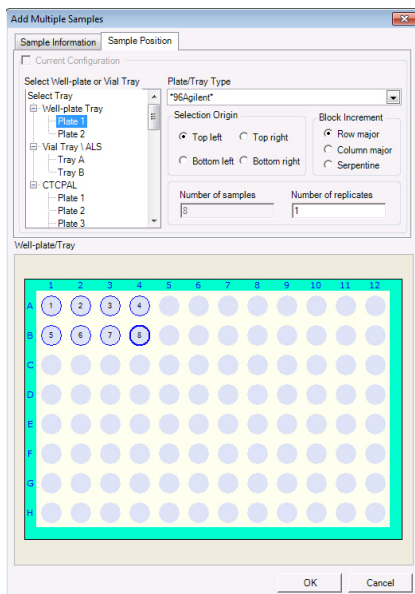 Add Multiple Samples
Sample Information Sample Position
Current Configuration
Select Well-plate or Vial Tray
Select Tray
Well-plate Tray
Plate 1
Plate 2
Vial Tray \ ALS
Tray A
Tray B
CTCPAL
Plate 1
Plate 2
Plate 3
Plate/Tray Type
*96Agilent*
Selection Origin
Top left Top right
Bottom left Bottom right
Block Increment
Row major
Column major
Serpentine
Number of samples Number of replicates
8 1
Well-plate/Tray
1 2 3 4 5 6 7 8 9 10 11 12
A 1 2 3 4
B 5 6 7 8
C
D
E
F
G
H
OK Cancel